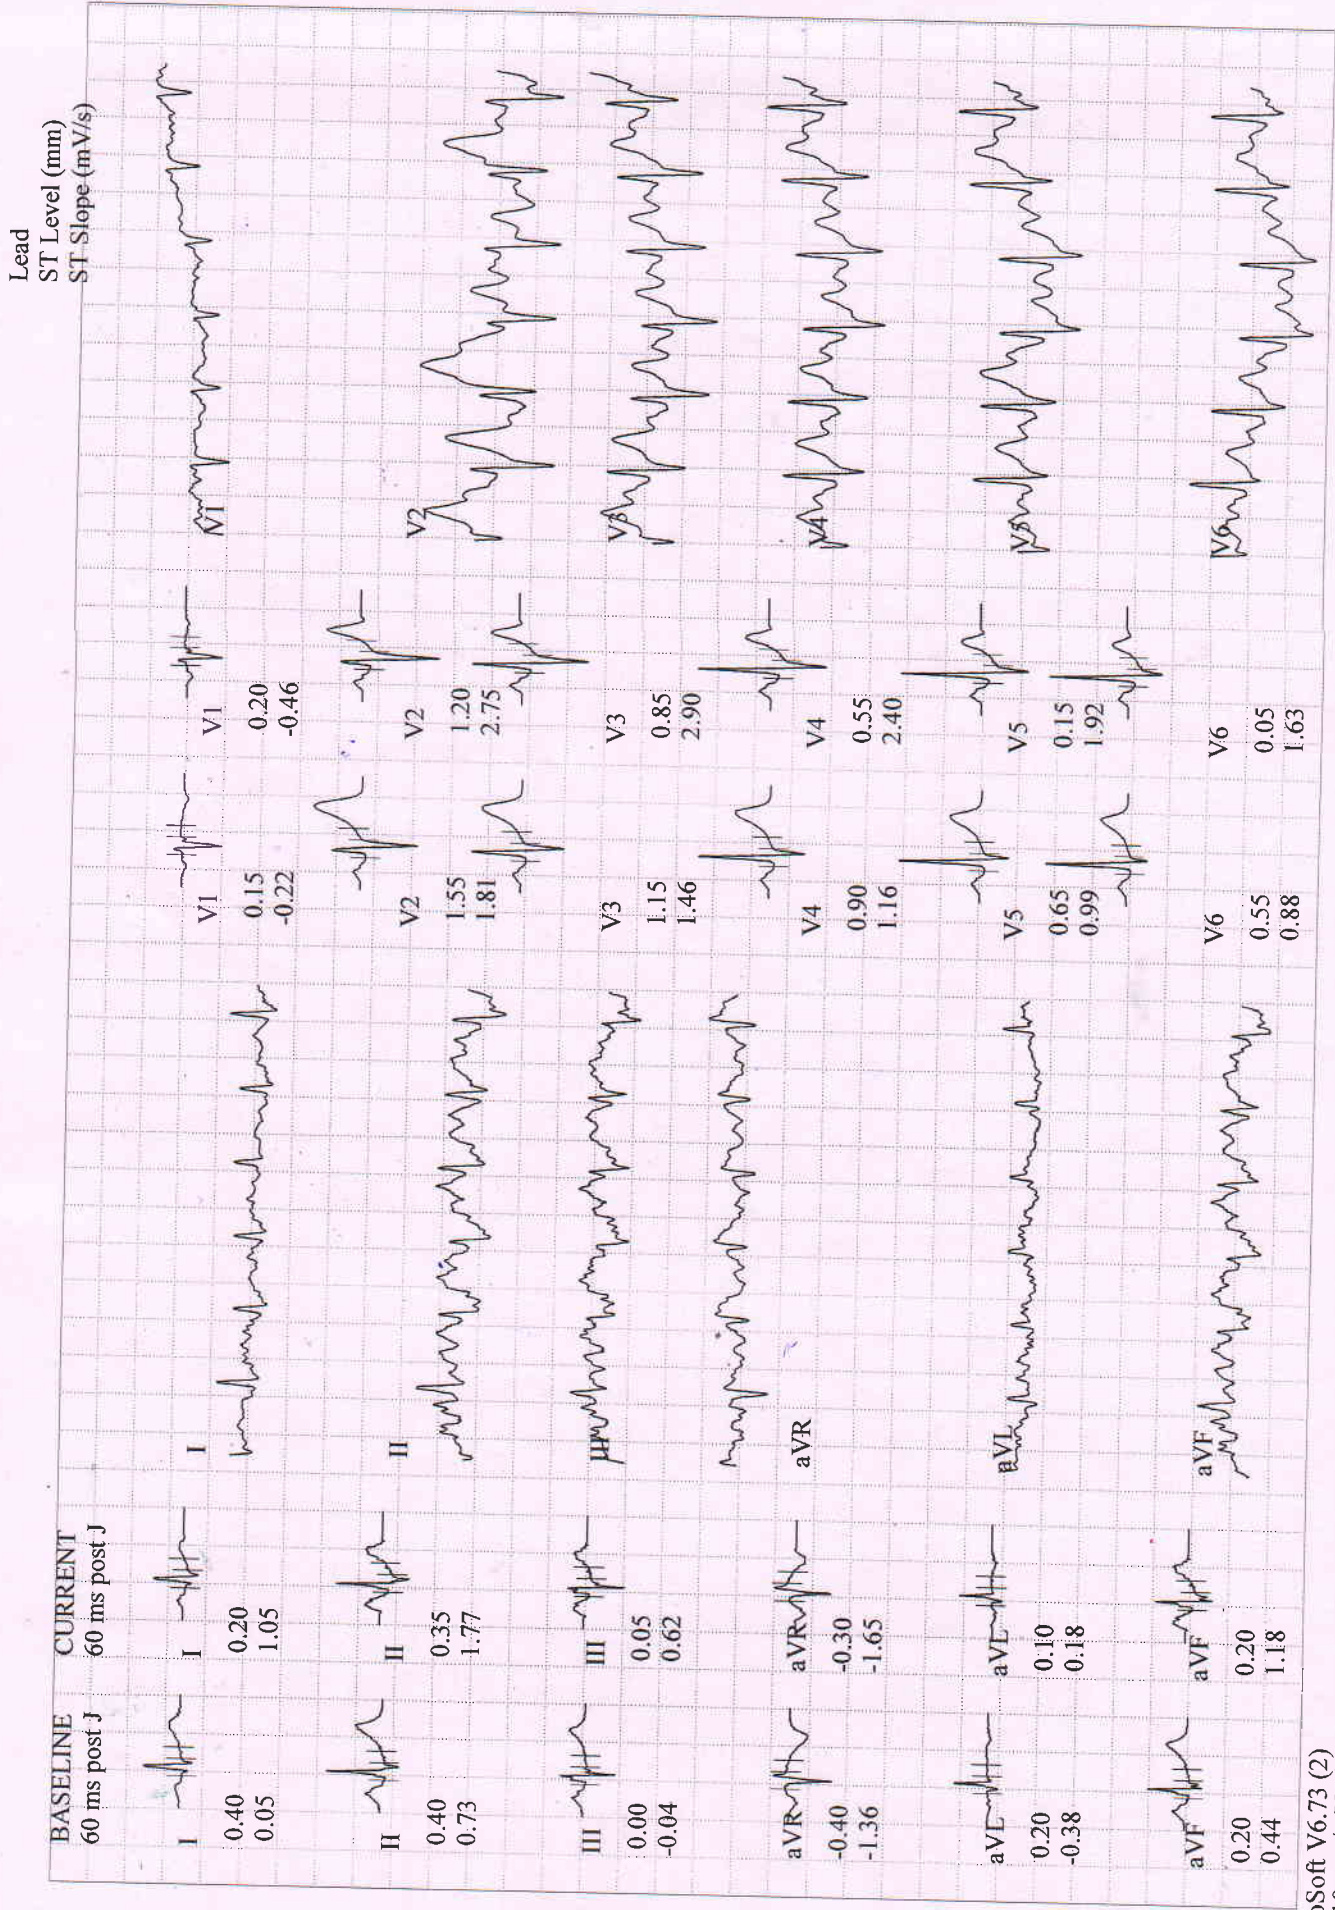 Lead
ST Level (mm)
ST Slope (mV/s)
BASELINE
60 ms post J
CURRENT
60 ms post J
I
0.40
0.05
I
0.20
1.05
I
V1
0.15
-0.22
V1
0.20
-0.46
V1
II
0.40
0.73
II
0.35
1.77
II
V2
1.55
1.81
V2
1.20
2.75
V2
III
0.00
-0.04
III
0.05
0.62
III
V3
1.15
1.46
V3
0.85
2.90
V3
aVR
-0.40
-1.36
aVR
-0.30
-1.65
aVR
V4
0.90
1.16
V4
0.55
2.40
V4
aVL
0.20
-0.38
aVL
0.10
0.18
aVL
V5
0.65
0.99
V5
0.15
1.92
V5
aVF
0.20
0.44
aVF
0.20
1.18
aVF
V6
0.55
0.88
V6
0.05
1.63
V6
oSoft V6.73 (2)